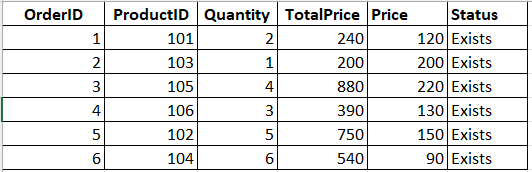 OrderID ProductID Quantity TotalPrice Price Status
1 101 2 240 120 Exists
2 103 1 200 200 Exists
3 105 4 880 220 Exists
4 106 3 390 130 Exists
5 102 5 750 150 Exists
6 104 6 540 90 Exists